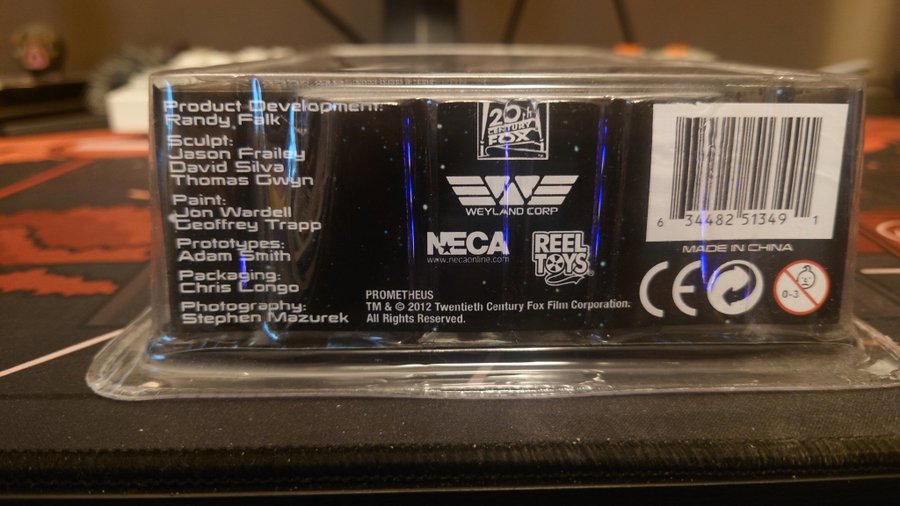 Product Development:
Randy Falk
Sculpt:
Jason Frailey
David Silva
Thomas Gwyn
Paint:
Jon Wardell
Geoffrey Trapp
Prototypes:
Adam Smith
Packaging:
Chris Longo
Photography:
Stephen Mazurek
20th
CENTURY
FOX
WEYLAND CORP
NECA
www.necaonline.com
REEL
TOYS
PROMETHEUS
TM & © 2012 Twentieth Century Fox Film Corporation.
All Rights Reserved.
6 34482 51349 1
MADE IN CHINA
CE
0-3